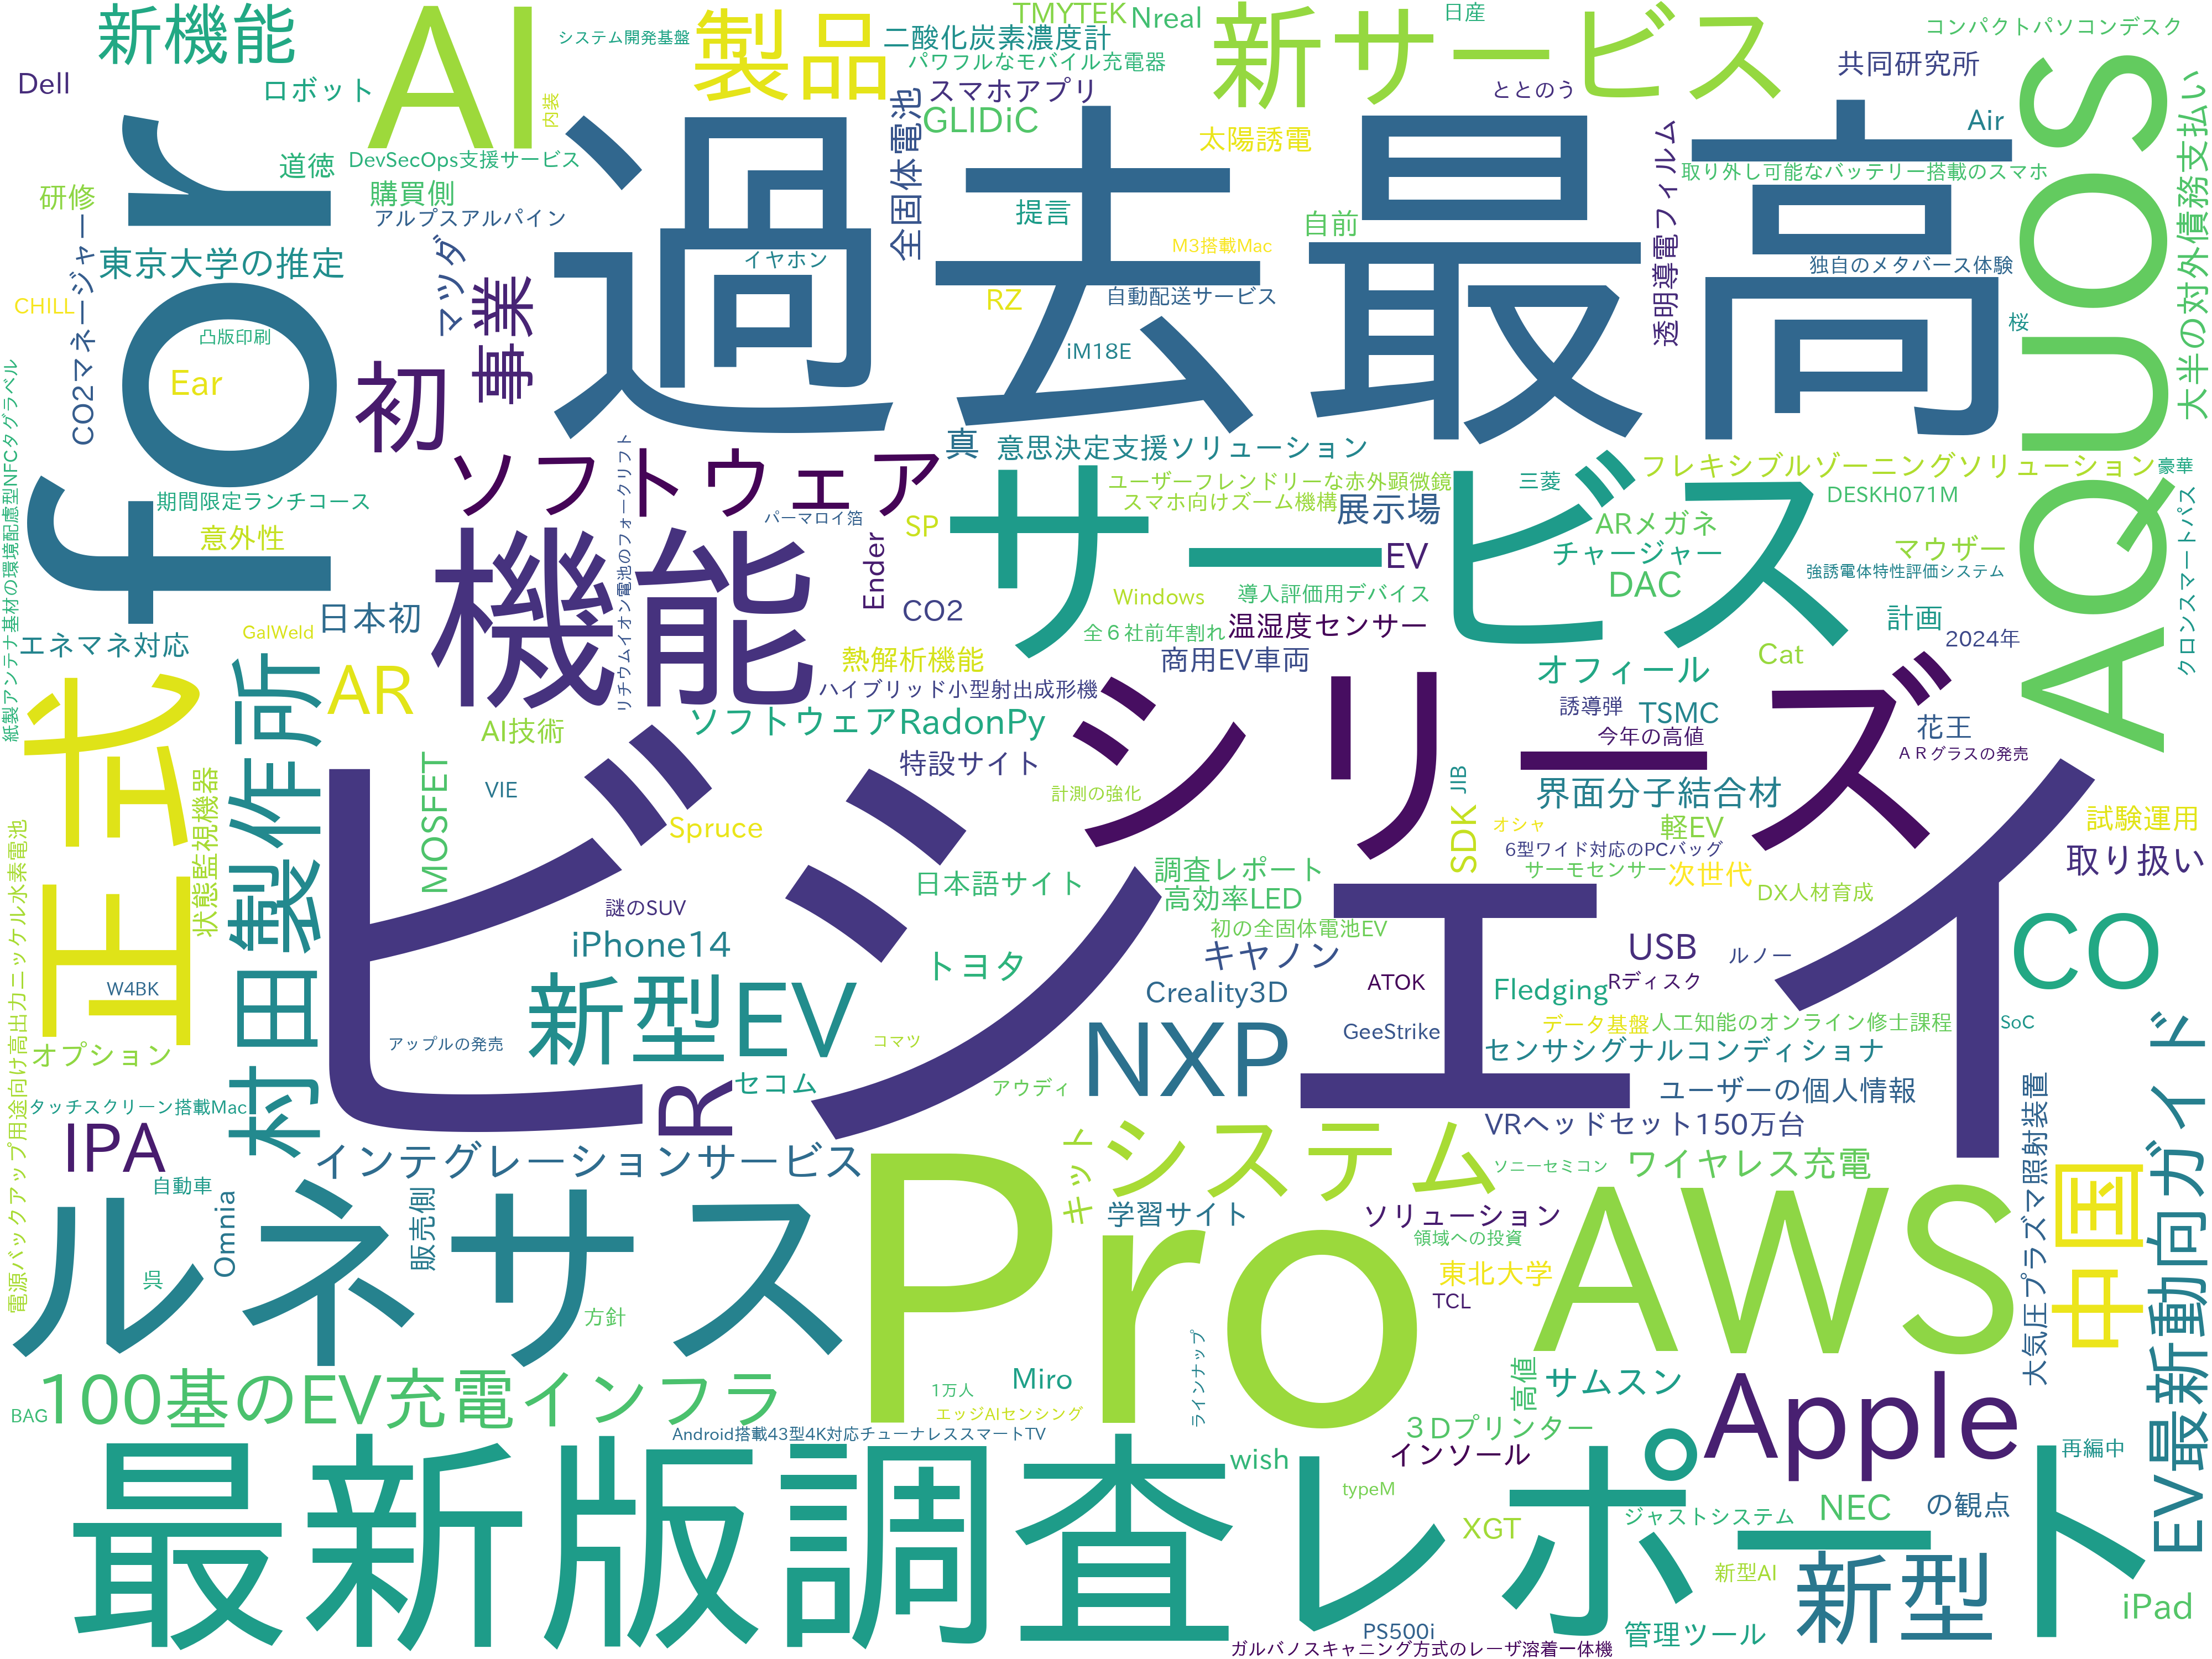 新機能
AI
システム開発基盤
製品
TMYTEK
Nreal
日産
新サービス
コンパクトパソコンデスク
二酸化炭素濃度計
パワフルなモバイル充電器
スマホアプリ
GLIDiC
ととのう
共同研究所
Dell
ロボット
内装
全固体電池
太陽誘電
透明導電フィルム
Air
AQUOS
大半の対外債務支払い
for
道徳
DevSecOps支援サービス
購買側
研修
アルプスアルパイン
過去最高
提言
自前
取り外し可能なバッテリー搭載のスマホ
CO2マネージャー
東京大学の推定
マツダ
事業
イヤホン
M3搭載Mac
RZ
自動配送サービス
独自のメタバース体験
CHILL
凸版印刷
iM18E
桜
Ear
初
紙製アンテナ基材の環境配慮型NFCタグラベル
ソフトウェア
リチウムイオン電池のフォークリフト
真
意思決定支援ソリューション
サービス
フレキシブルゾーニングソリューション
豪華
クロンスマートパス
期間限定ランチコース
ユーザーフレンドリーな赤外顕微鏡
スマホ向けズーム機構
展示場
三菱
DESKH071M
意外性
パーマロイ箔
SP
ARメガネ
機能
Ender
EV
チャージャー
マウザー
強誘電体特性評価システム
DAC
CO2
Windows
導入評価用デバイス
日本初
GalWeld
全６社前年割れ
温湿度センサー
計画
2024年
エネマネ対応
熱解析機能
商用EV車両
オフィール
Cat
正式
村田製作所
AR
ハイブリッド小型射出成形機
シリーズ
誘導弾
TSMC
花王
AI技術
ソフトウェアRadonPy
今年の高値
ＡＲグラスの発売
特設サイト
状態監視機器
MOSFET
VIE
計測の強化
JIB
界面分子結合材
ビジンェイ
Spruce
SDK
オシャ
軽EV
試験運用
電源バックアップ用途向け高出力ニッケル水素電池
6型ワイド対応のPCバッグ
取り扱い
調査レポート
サーモセンサー
次世代
日本語サイト
高効率LED
DX人材育成
謎のSUV
初の全固体電池EV
iPhone14
キヤノン
USB
ルノー
CO
トヨタ
新型EV
ATOK
Rディスク
W4BK
Creality3D
Fledging
EV最新動向ガイド
NXP
GeeStrike
データ基盤
人工知能のオンライン修士課程
SoC
オプション
アップルの発売
コマツ
センサシグナルコンディショナ
R
セコム
アウディ
ユーザーの個人情報
大気圧プラズマ照射装置
タッチスクリーン搭載Mac
VRヘッドセット150万台
IPA
インテグレーションサービス
キット
システム
ソニーセミコン
ワイヤレス充電
中国
自動車
Omnia
販売側
Pro
学習サイト
ソリューション
AWS
ルネサス
領域への投資
呉
東北大学
方針
TCL
ラインナップ
100基のEV充電インフラ
BAG
1万人
Miro
高値
サムスン
Apple
エッジAIセンシング
Android搭載43型4K対応チューナレススマートTV
３Dプリンター
最新版調査レポート
wish
インソール
再編中
typeM
XGT
ジャストシステム
NEC
の観点
新型AI
新型
iPad
PS500i
管理ツール
ガルバノスキャニング方式のレーザ溶着一体機